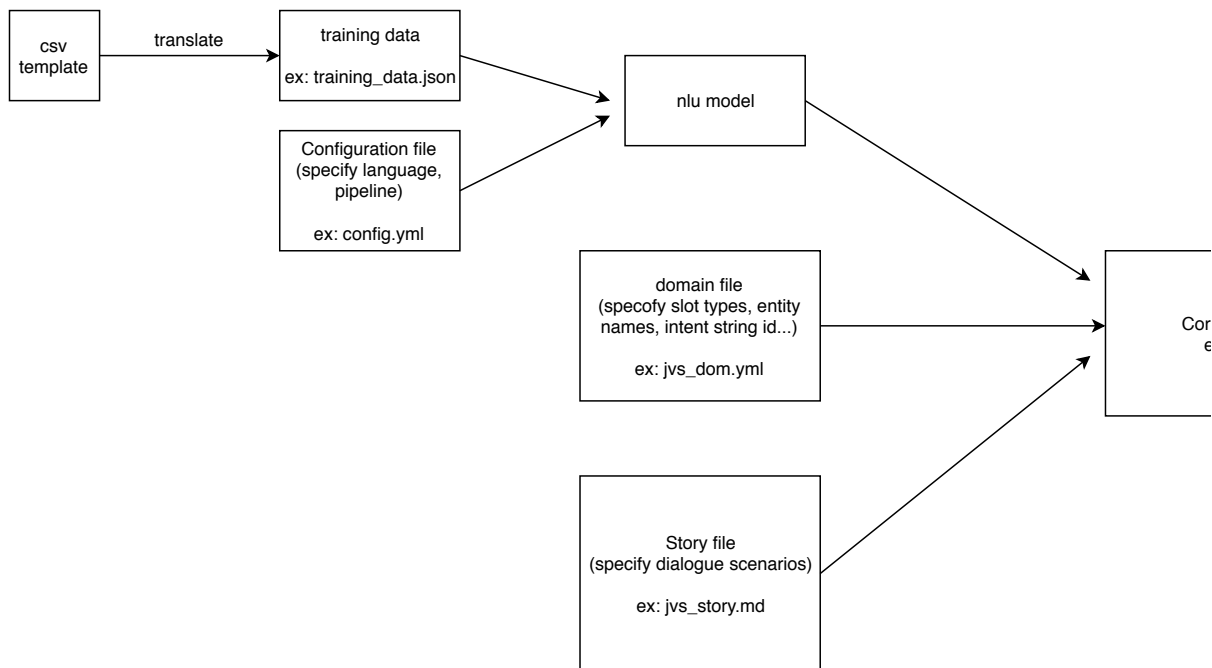 csv
template
translate
training data
ex: training_data.json
Configuration file
(specify language,
pipeline)
ex: config.yml
nlu model
domain file
(specofy slot types, entity
names, intent string id...)
ex: jvs_dom.yml
Story file
(specify dialogue scenarios)
ex: jvs_story.md